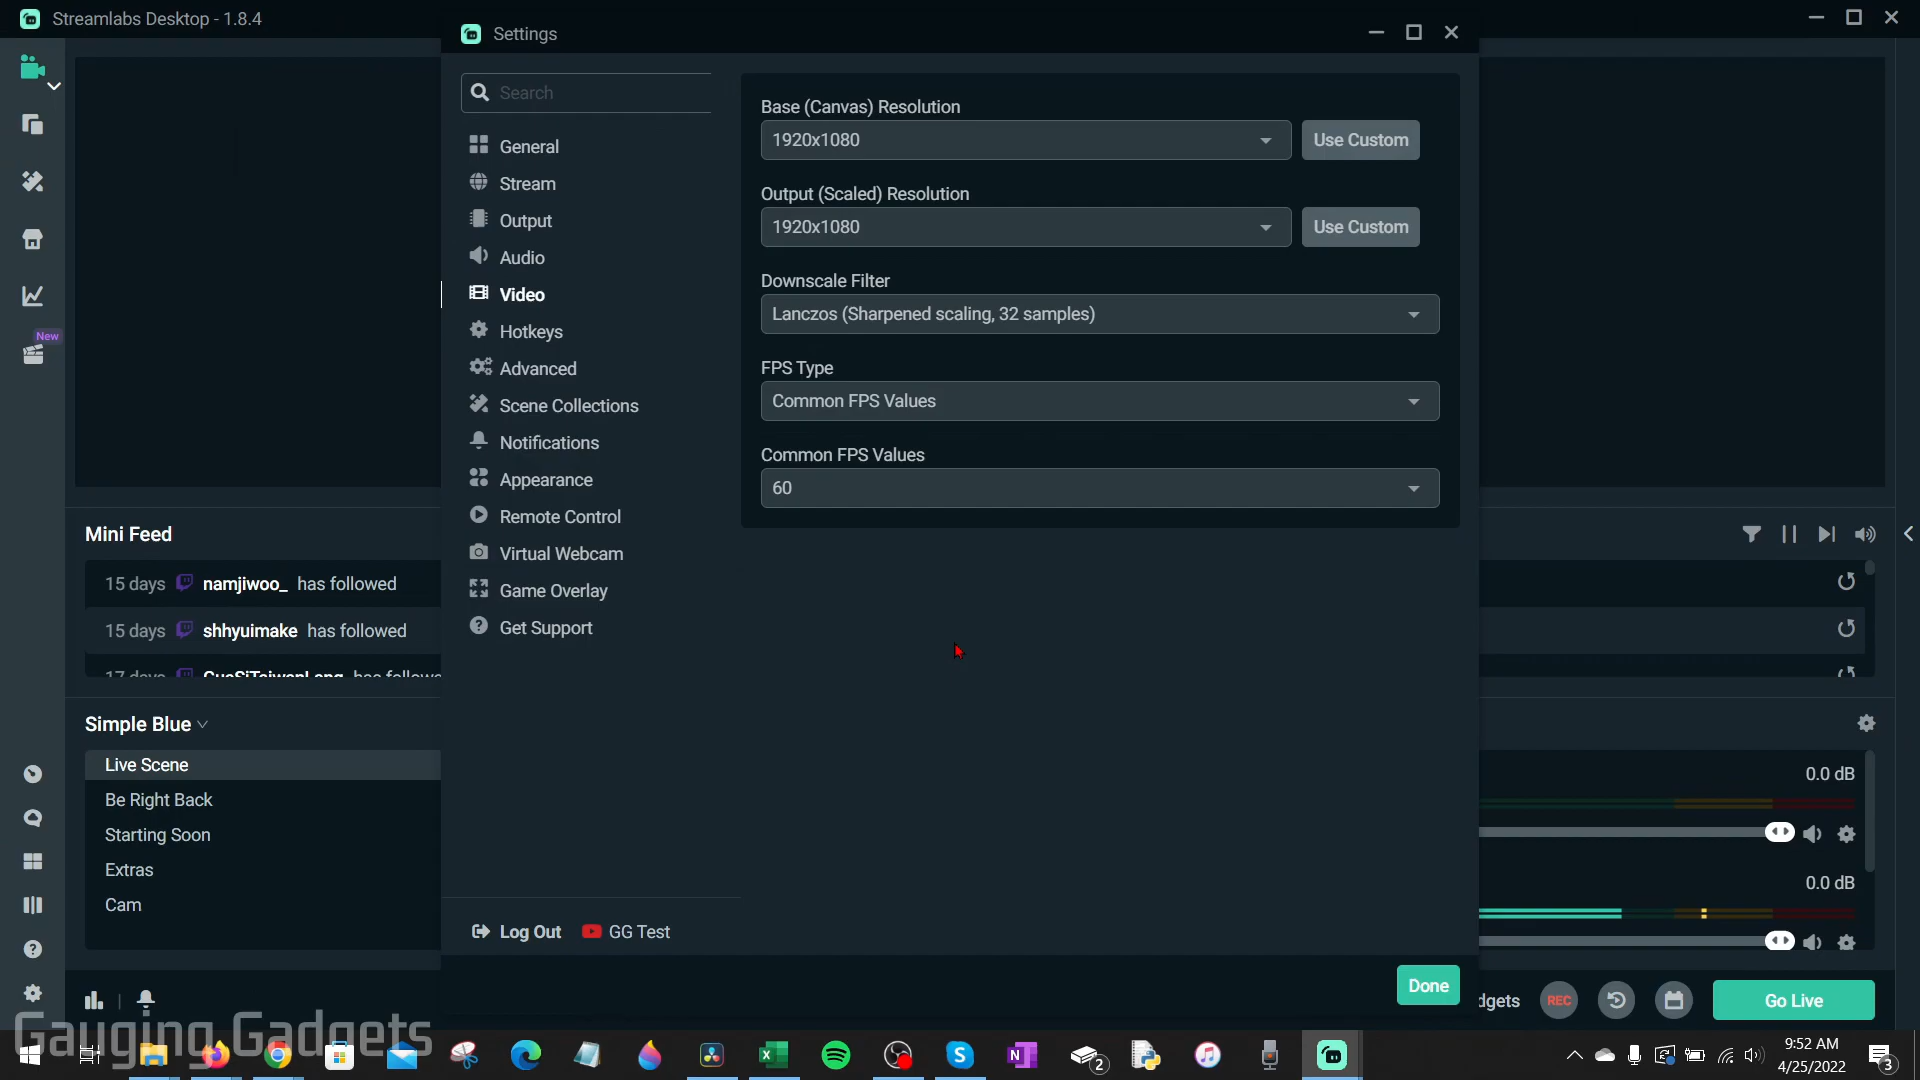 Streamlabs Desktop - 1.8.4
Settings
Search
General
Stream
Output
Audio
Video
Hotkeys
Advanced
Scene Collections
Notifications
Appearance
Remote Control
Virtual Webcam
Game Overlay
Get Support
Log Out
GG Test
Base (Canvas) Resolution
1920x1080
Use Custom
Output (Scaled) Resolution
1920x1080
Use Custom
Downscale Filter
Lanczos (Sharpened scaling, 32 samples)
FPS Type
Common FPS Values
Common FPS Values
60
Done
New
Mini Feed
15 days namjiwoo_ has followed
15 days shhyuimake has followed
Simple Blue
Live Scene
Be Right Back
Starting Soon
Extras
Cam
0.0 dB
0.0 dB
dgets
REC
Go Live
Gauging Gadgets
2
9:52 AM
4/25/2022
3